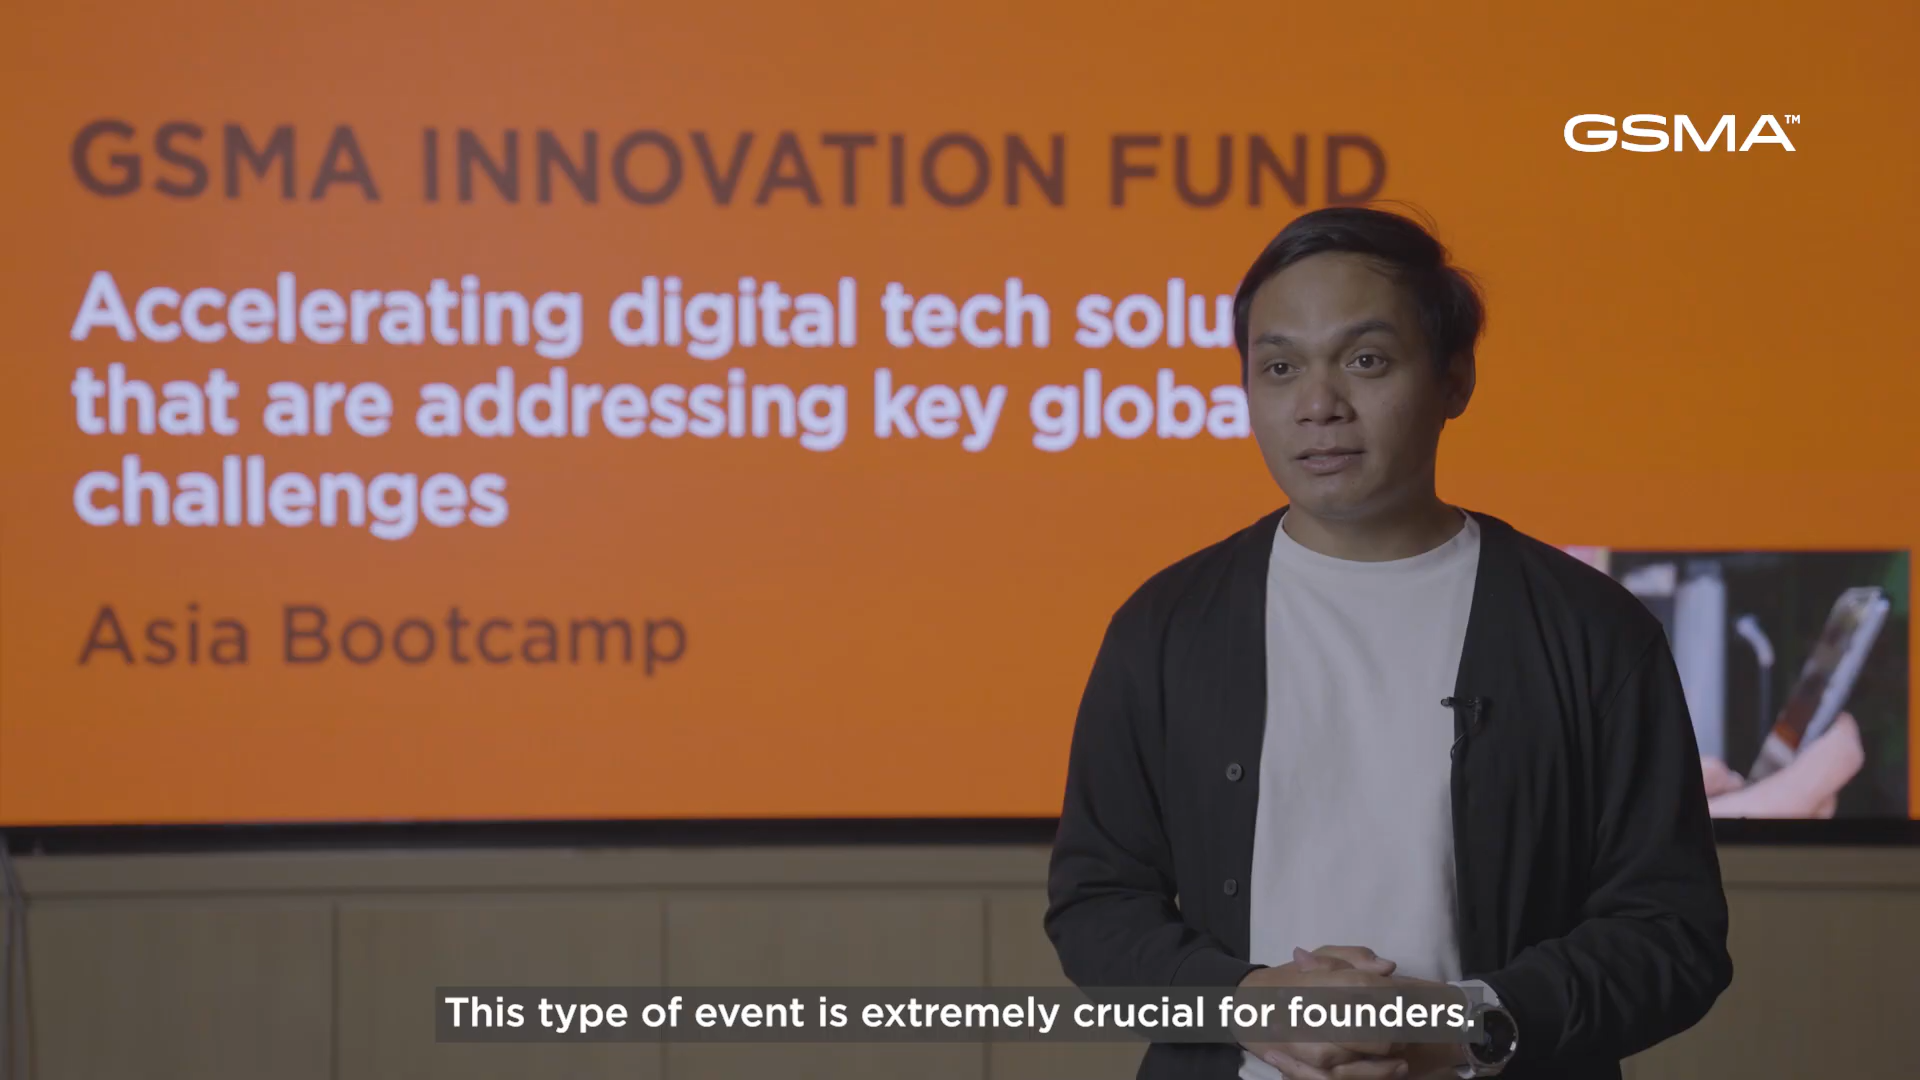 GSMA INNOVATION FUND
GSMA™
Accelerating digital tech solu
that are addressing key globa
challenges
Asia Bootcamp
This type of event is extremely crucial for founders.